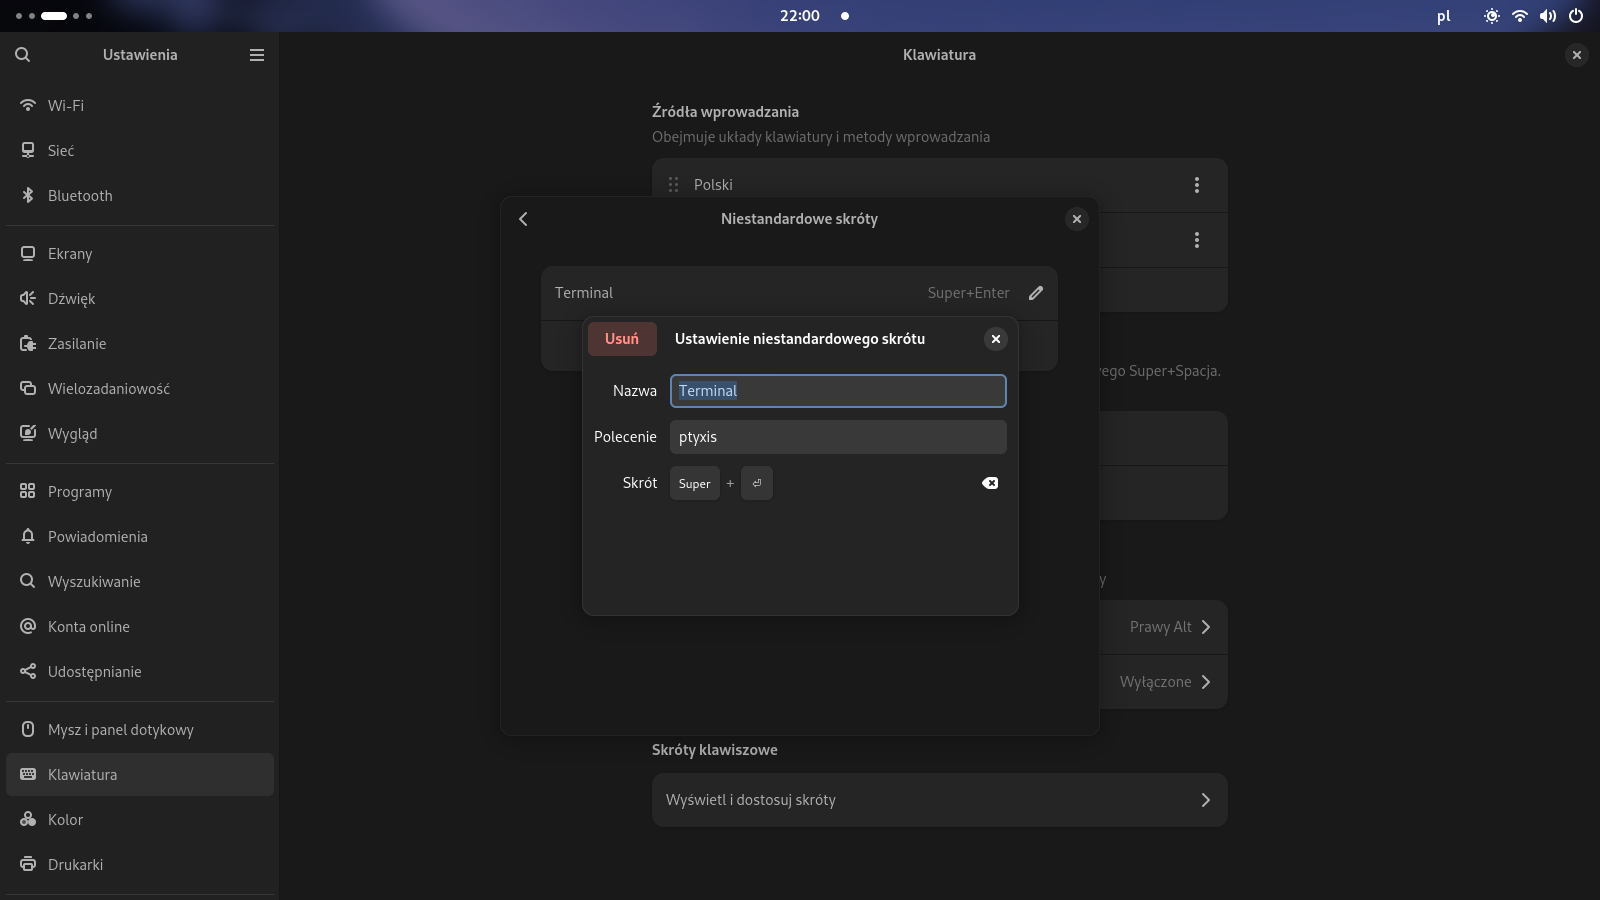 22:00
pl
Ustawienia
Wi-Fi
Sieć
Bluetooth
Ekrany
Dźwięk
Zasilanie
Wielozadaniowość
Wygląd
Programy
Powiadomienia
Wyszukiwanie
Konta online
Udostępnianie
Mysz i panel dotykowy
Klawiatura
Kolor
Drukarki
Klawiatura
Źródła wprowadzania
Obejmuje układy klawiatury i metody wprowadzania
Polski
Niestandardowe skróty
Terminal Super+Enter
Usuń Ustawienie niestandardowego skrótu
Nazwa Terminal
Polecenie ptyxis
Skrót Super + ⏎
Super+Spacja.
Prawy Alt
Wyłączone
Skróty klawiszowe
Wyświetl i dostosuj skróty